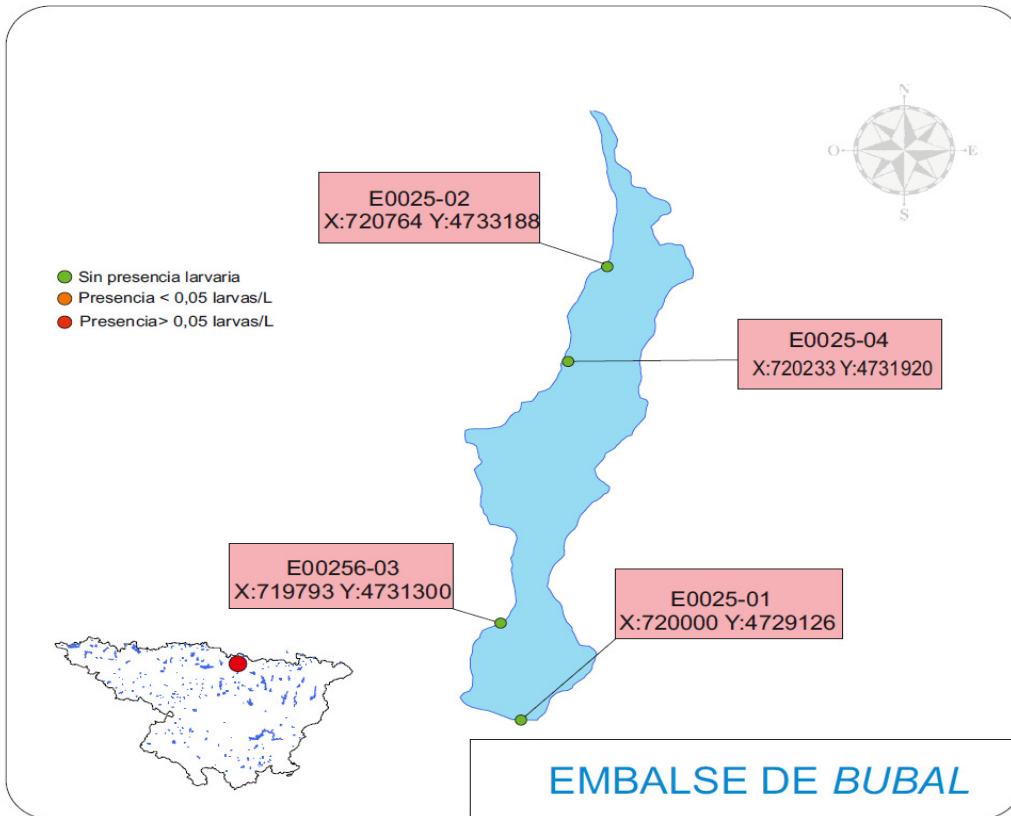 N
O
E
S
E0025-02
X:720764 Y:4733188
Sin presencia larvaria
Presencia < 0,05 larvas/L
Presencia> 0,05 larvas/L
E0025-04
X:720233 Y:4731920
E00256-03
X:719793 Y:4731300
E0025-01
X:720000 Y:4729126
EMBALSE DE BUBAL